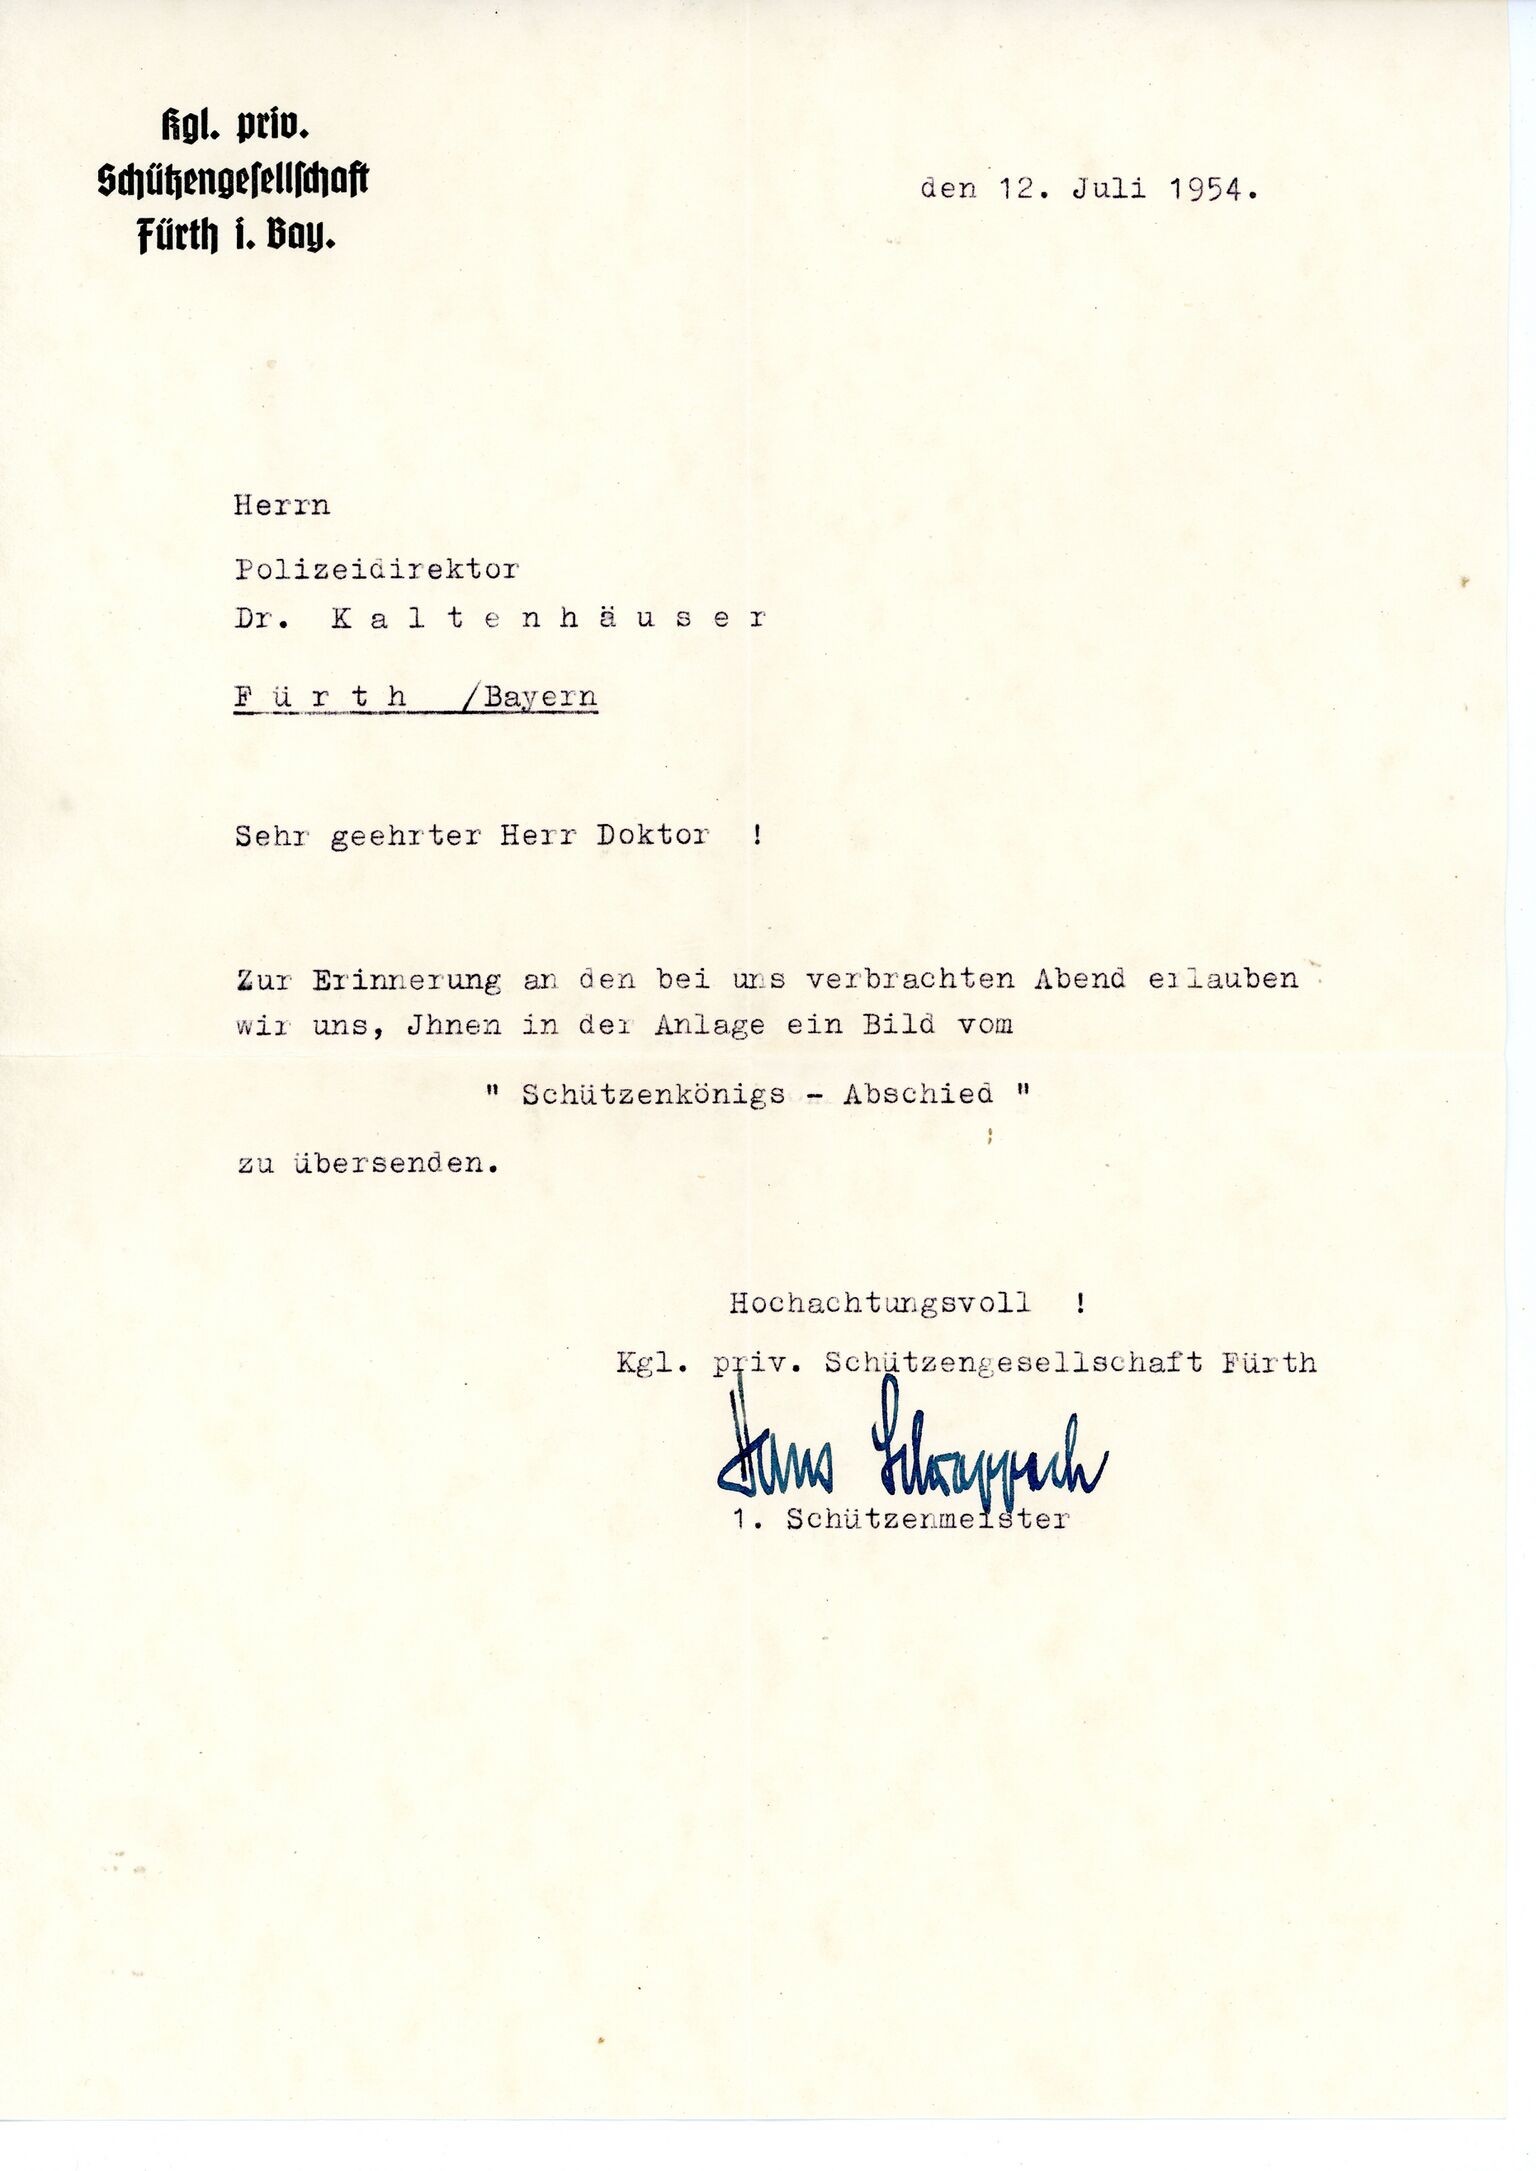 Kgl. priv.
Schützengesellschaft
Fürth i. Bay.
den 12. Juli 1954.
Herrn
Polizeidirektor
Dr. K a l t e n h ä u s e r
F ü r t h /Bayern
Sehr geehrter Herr Doktor !
Zur Erinnerung an den bei uns verbrachten Abend erlauben
wir uns, Jhnen in der Anlage ein Bild vom
" Schützenkönigs - Abschied "
zu übersenden.
Hochachtungsvoll !
Kgl. priv. Schützengesellschaft Fürth
Hans
1. Schützenmeister